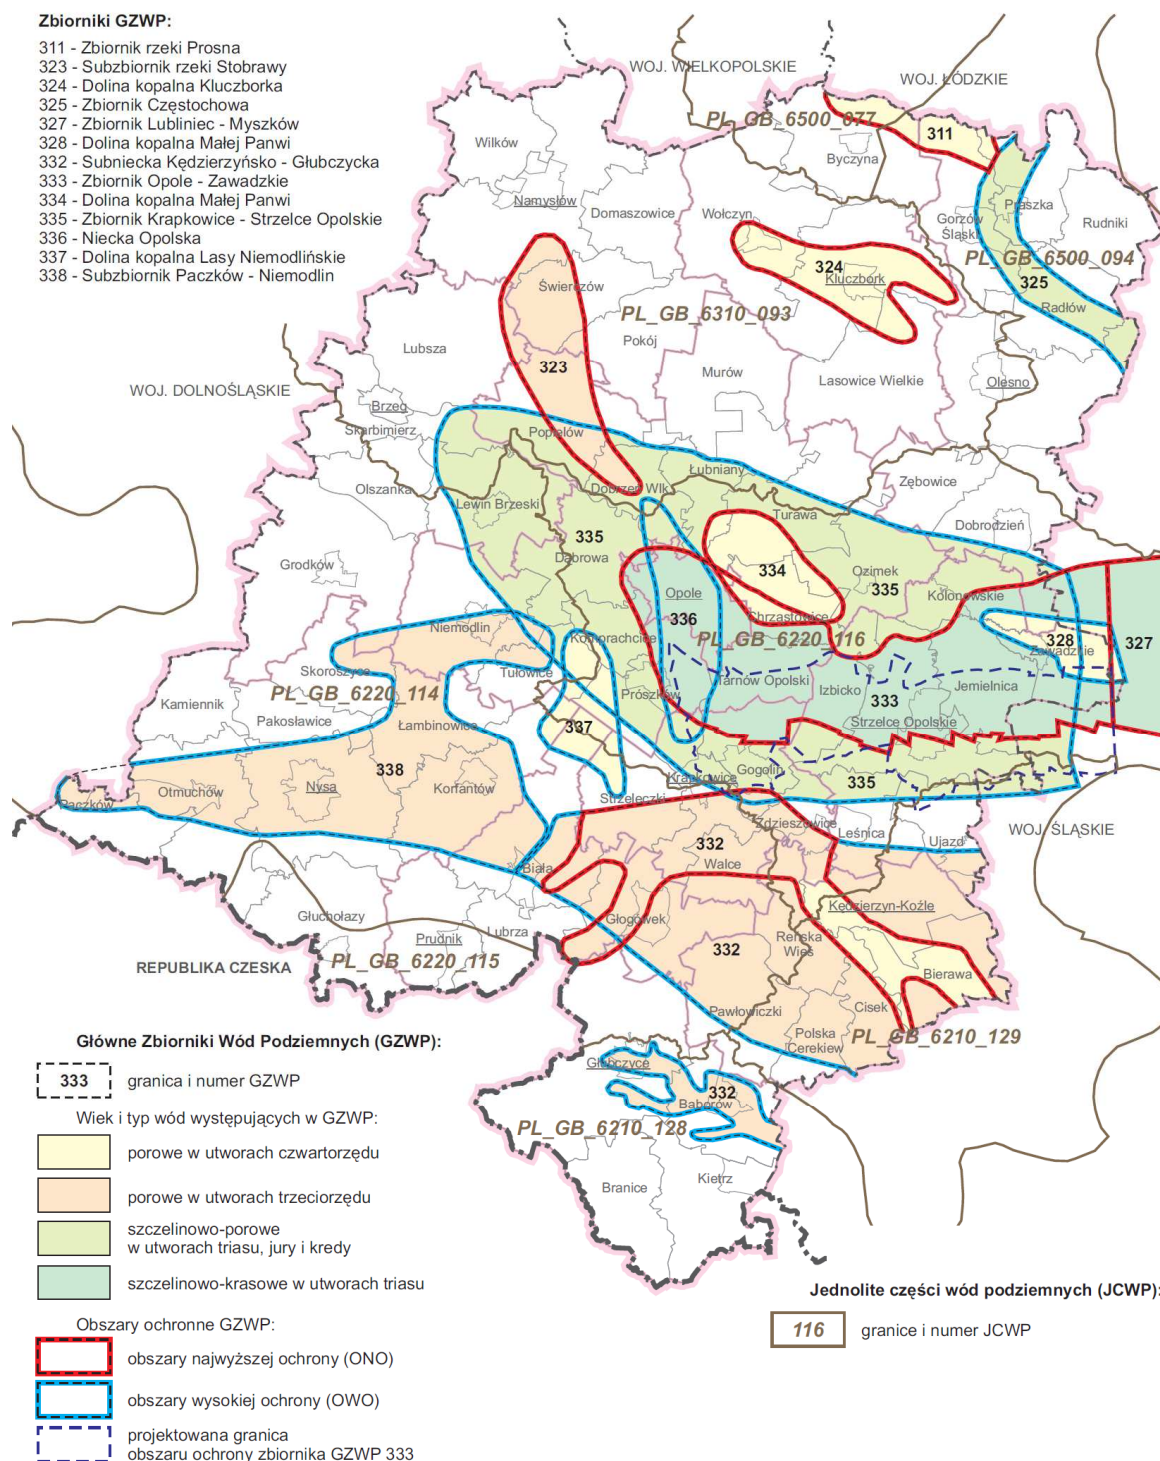 Zbiorniki GZWP:
311 - Zbiornik rzeki Prosna
323 - Subzbiornik rzeki Stobrawy
324 - Dolina kopalna Kluczborka
325 - Zbiornik Częstochowa
327 - Zbiornik Lubliniec - Myszków
328 - Dolina kopalna Małej Panwi
332 - Subniecka Kędzierzyńsko - Głubczycka
333 - Zbiornik Opole - Zawadzkie
334 - Dolina kopalna Małej Panwi
335 - Zbiornik Krapkowice - Strzelce Opolskie
336 - Niecka Opolska
337 - Dolina kopalna Lasy Niemodlińskie
338 - Subzbiornik Paczków - Niemodlin
WOJ. WIELKOPOLSKIE
WOJ. ŁÓDZKIE
PL_GB_6500_077
311
Wilków
Byczyna
Namysłów
Domaszowice
Wołczyn
Gorzów
Śląski
Praszka
Rudniki
324
Kluczbork
PL_GB_6500_094
325
Świerczów
PL_GB_6310_093
Radłów
Pokój
Lubsza
323
Murów
Lasowice Wielkie
Olesno
WOJ. DOLNOŚLĄSKIE
Brzeg
Skarbimierz
Popielów
Łubniany
Zębowice
Olszanka
Dobrzeń Wlk.
Lewin Brzeski
Turawa
Dobrodzień
335
Dąbrowa
Grodków
334
Ozimek
335
Kolonowskie
Opole
336
Chrząstowice
Niemodlin
Komprachcice
PL_GB_6220_116
328
327
Zawadzkie
Skoroszyce
Tułowice
Tarnów Opolski
Izbicko
Jemielnica
PL_GB_6220_114
Prószków
333
Kamiennik
Pakosławice
Łambinowice
337
Strzelce Opolskie
338
Krapkowice
Gogolin
335
Otmuchów
Nysa
Korfantów
Strzeleczki
Paczków
Zdzieszowice
Leśnica
Ujazd
WOJ. ŚLĄSKIE
332
Walce
Biała
Kędzierzyn-Koźle
Głuchołazy
Głogówek
Prudnik
Lubrza
332
Reńska
Wieś
REPUBLIKA CZESKA
PL_GB_6220_115
Bierawa
Pawłowiczki
Cisek
Polska
Cerekiew
PL_GB_6210_129
Głubczyce
332
Baborów
PL_GB_6210_128
Branice
Kietrz
Główne Zbiorniki Wód Podziemnych (GZWP):
333
granica i numer GZWP
Wiek i typ wód występujących w GZWP:
porowe w utworach czwartorzędu
porowe w utworach trzeciorzędu
szczelinowo-porowe
w utworach triasu, jury i kredy
szczelinowo-krasowe w utworach triasu
Obszary ochronne GZWP:
obszary najwyższej ochrony (ONO)
obszary wysokiej ochrony (OWO)
projektowana granica
obszaru ochrony zbiornika GZWP 333
Jednolite części wód podziemnych (JCWP):
116
granice i numer JCWP